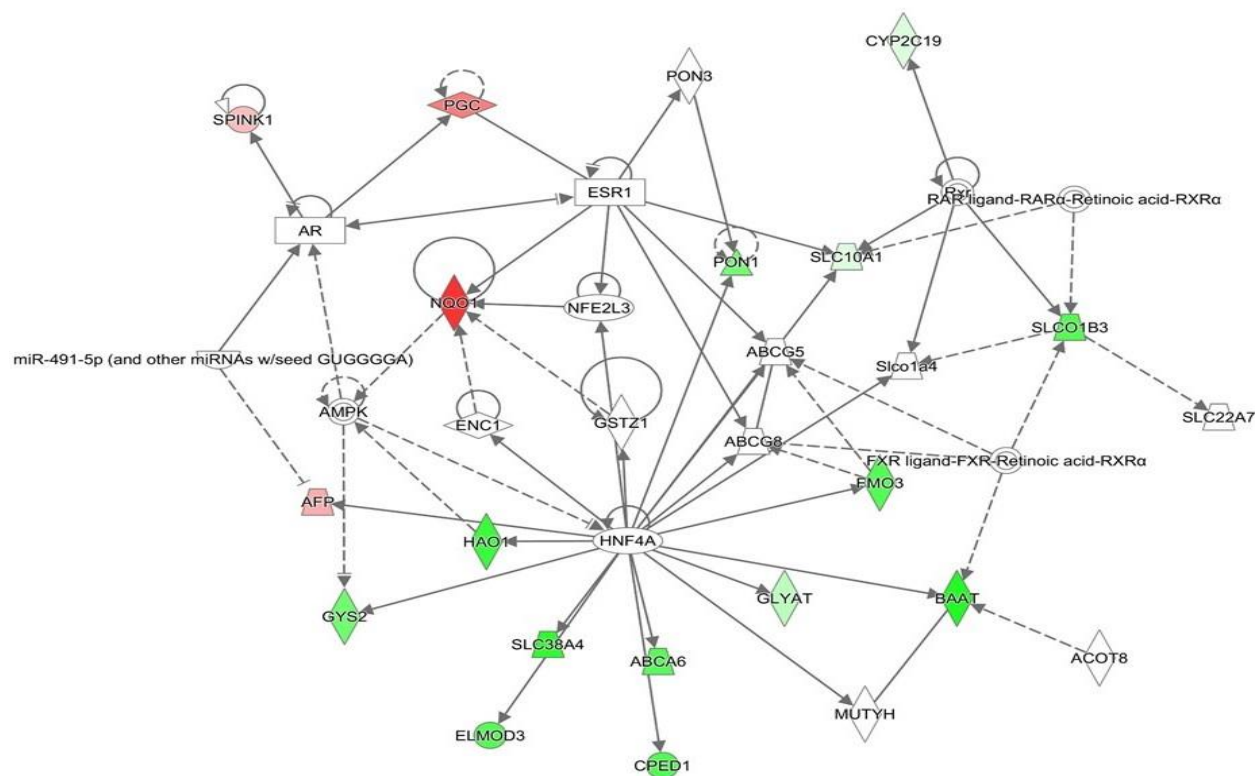 CYP2C19
PON3
PGC
SPINK1
ESR1
Rxr
RAR ligand-RARα-Retinoic acid-RXRα
AR
PON1
SLC10A1
NQO1
NFE2L3
SLCO1B3
miR-491-5p (and other miRNAs w/seed GUGGGGA)
ABCG5
Slco1a4
AMPK
ENC1
GSTZ1
SLC22A7
ABCG8
FXR ligand-FXR-Retinoic acid-RXRα
FMO3
AFP
HAO1
HNF4A
GYS2
GLYAT
BAAT
SLC38A4
ABCA6
ACOT8
MUTYH
ELMOD3
CPED1